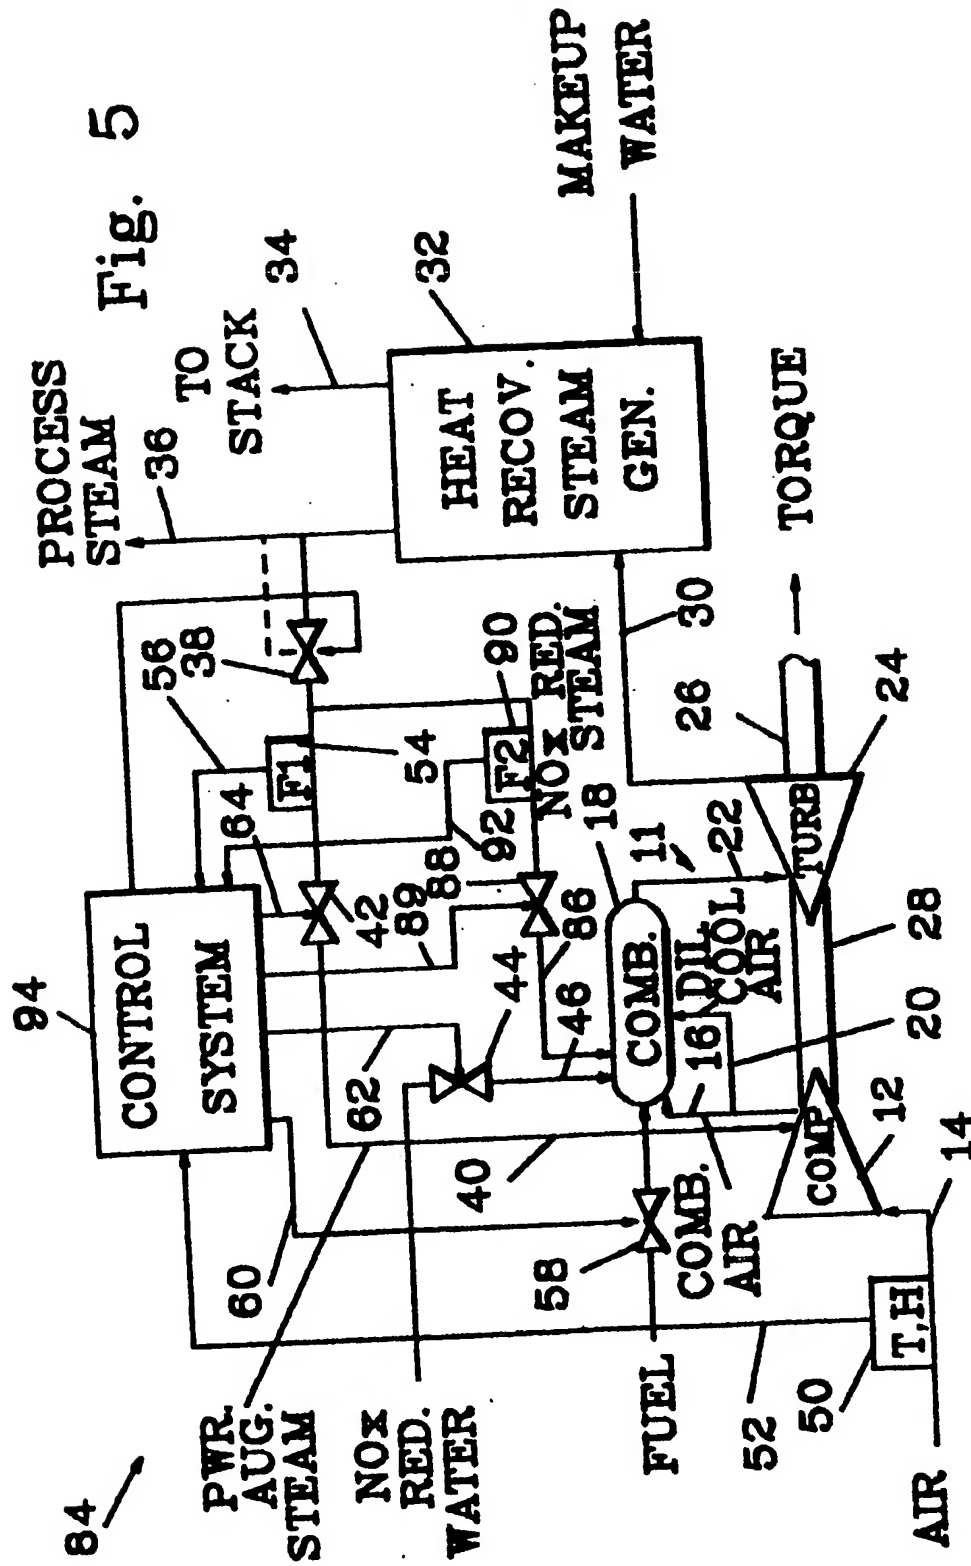 Fig. 5
84
94
CONTROL
SYSTEM
PROCESS
STEAM
36
TO
STACK
34
32
HEAT
RECOV.
STEAM
GEN.
MAKEUP
WATER
56
38
64
F1
54
42
89
92
F2
90
NOx RED.
STEAM
88
86
44
62
46
60
40
PWR.
AUG.
STEAM
NOx
RED.
WATER
FUEL
58
COMB.
AIR
COMB.
18
11
16
DIL
COOL
AIR
22
20
30
26
TORQUE
TURB
24
28
COMP
12
14
T,H
50
52
AIR